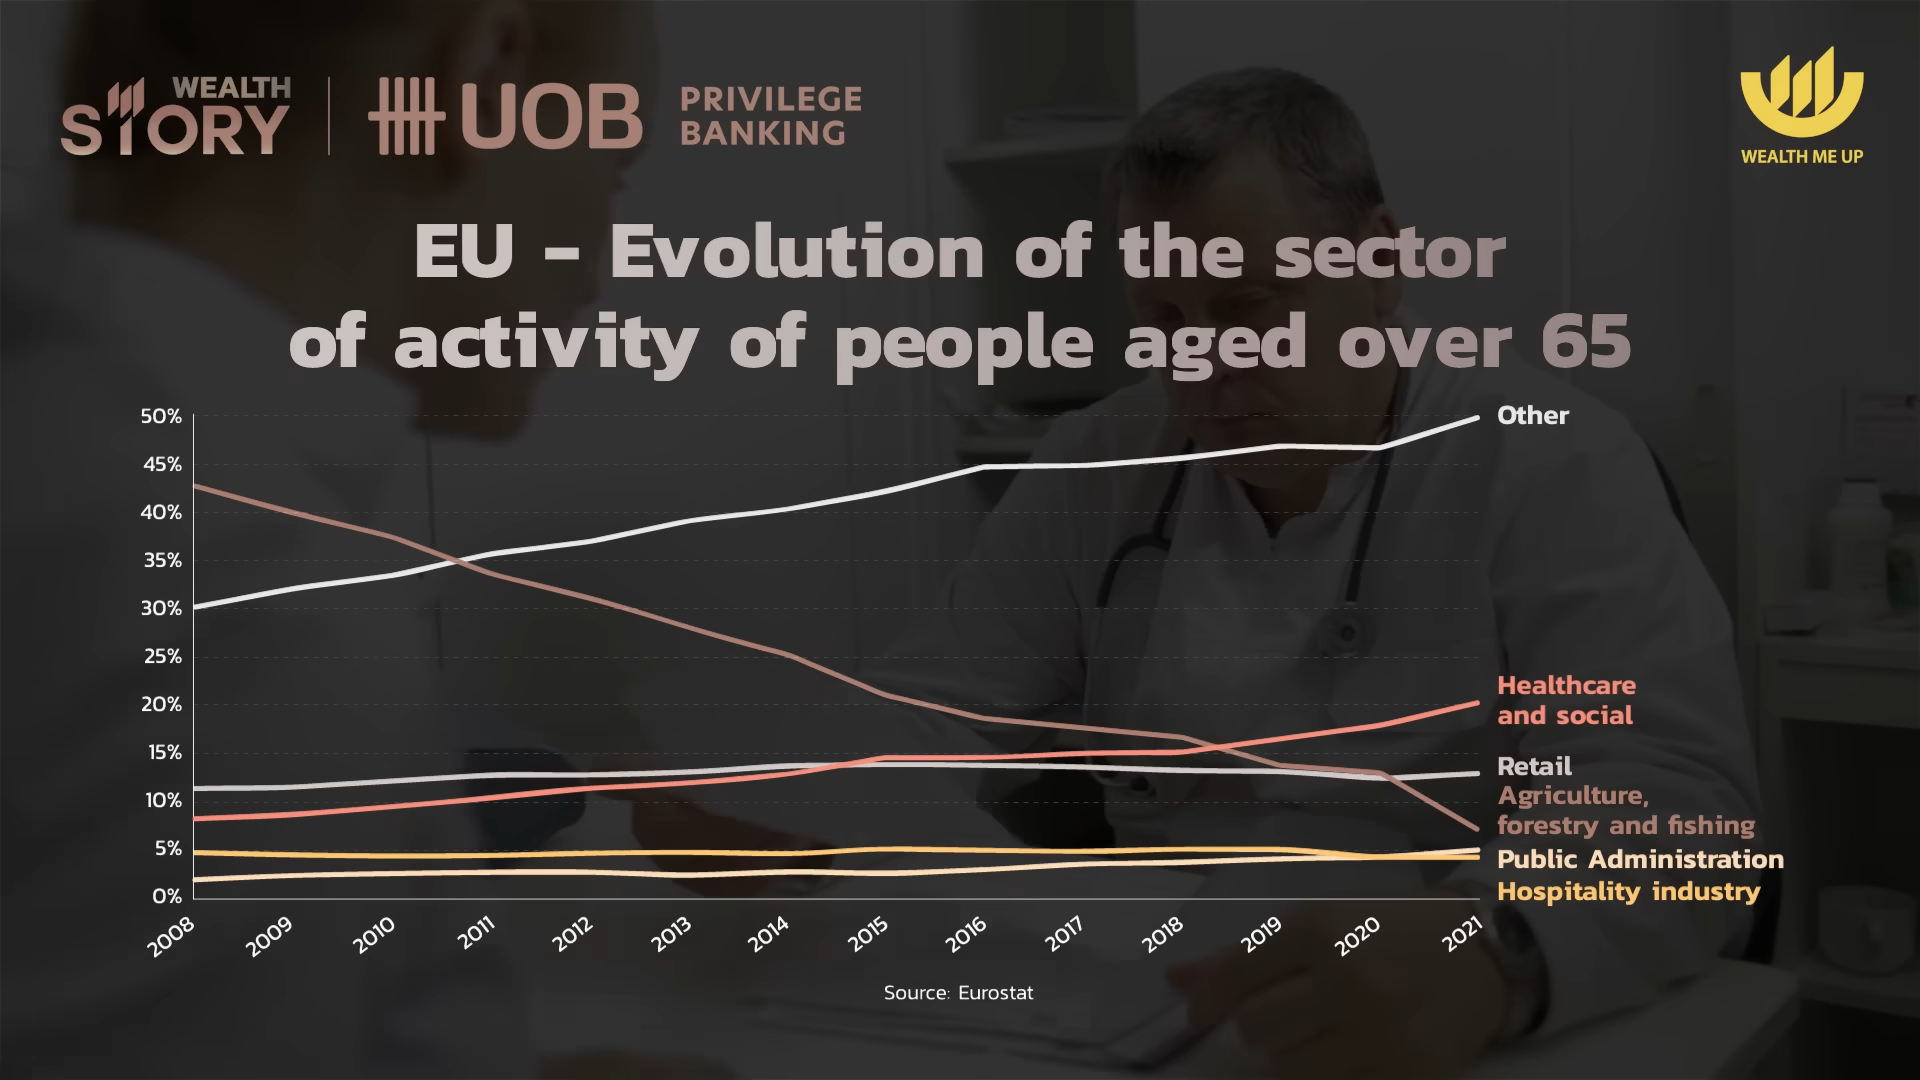 WEALTH
STORY
UOB
PRIVILEGE
BANKING
WEALTH ME UP
EU - Evolution of the sector
of activity of people aged over 65
50%
45%
40%
35%
30%
25%
20%
15%
10%
5%
0%
Other
Healthcare
and social
Retail
Agriculture,
forestry and fishing
Public Administration
Hospitality industry
2008
2009
2010
2011
2012
2013
2014
2015
2016
2017
2018
2019
2020
2021
Source: Eurostat